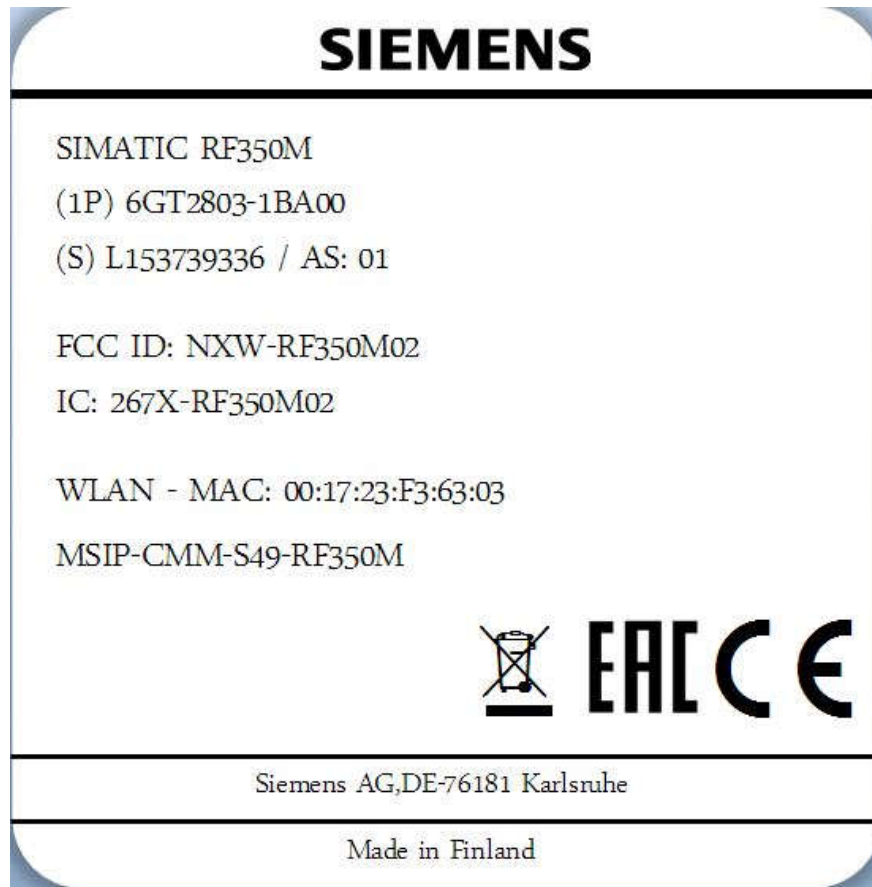 SIEMENS
SIMATIC RF350M
(1P) 6GT2803-1BA00
(S) L153739336 / AS: 01
FCC ID: NXW-RF350M02
IC: 267X-RF350M02
WLAN - MAC: 00:17:23:F3:63:03
MSIP-CMM-S49-RF350M
EAC CE
Siemens AG,DE-76181 Karlsruhe
Made in Finland